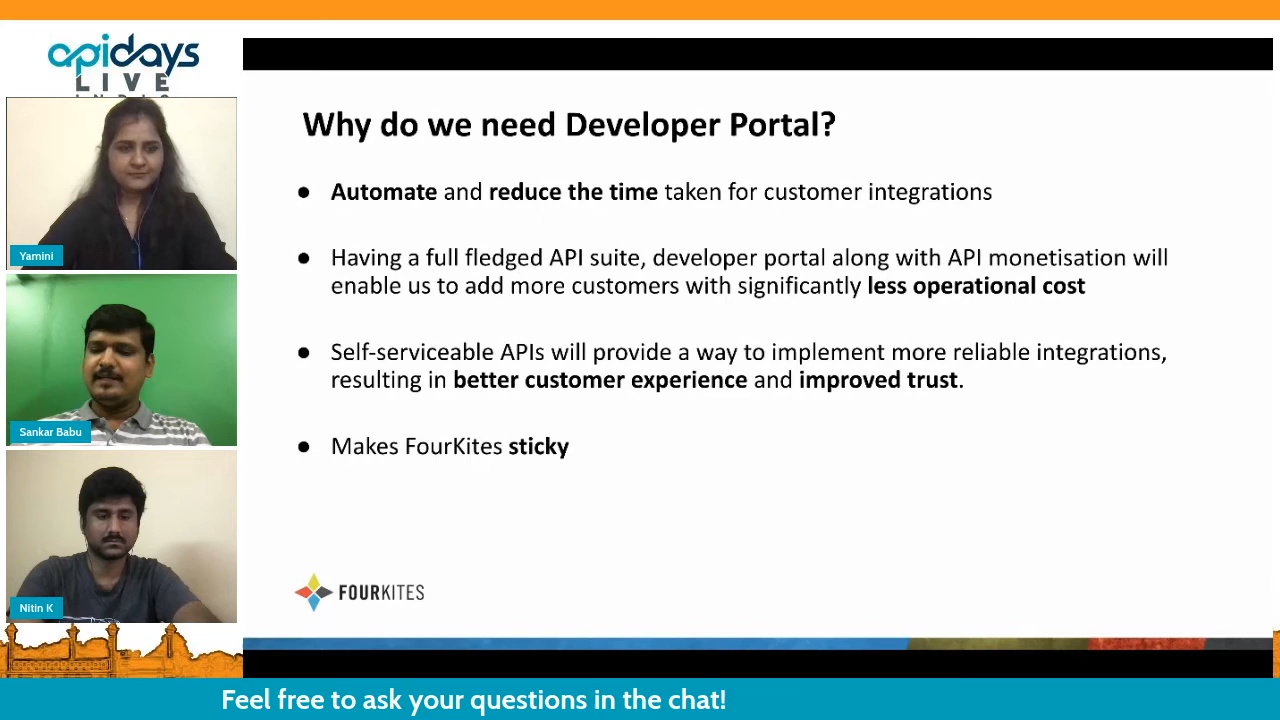 apidays
LIVE
INDIA
Yamini
Sankar Babu
Nitin K
Why do we need Developer Portal?
● Automate and reduce the time taken for customer integrations
● Having a full fledged API suite, developer portal along with API monetisation will
enable us to add more customers with significantly less operational cost
● Self-serviceable APIs will provide a way to implement more reliable integrations,
resulting in better customer experience and improved trust.
● Makes FourKites sticky
FOURKITES
Feel free to ask your questions in the chat!